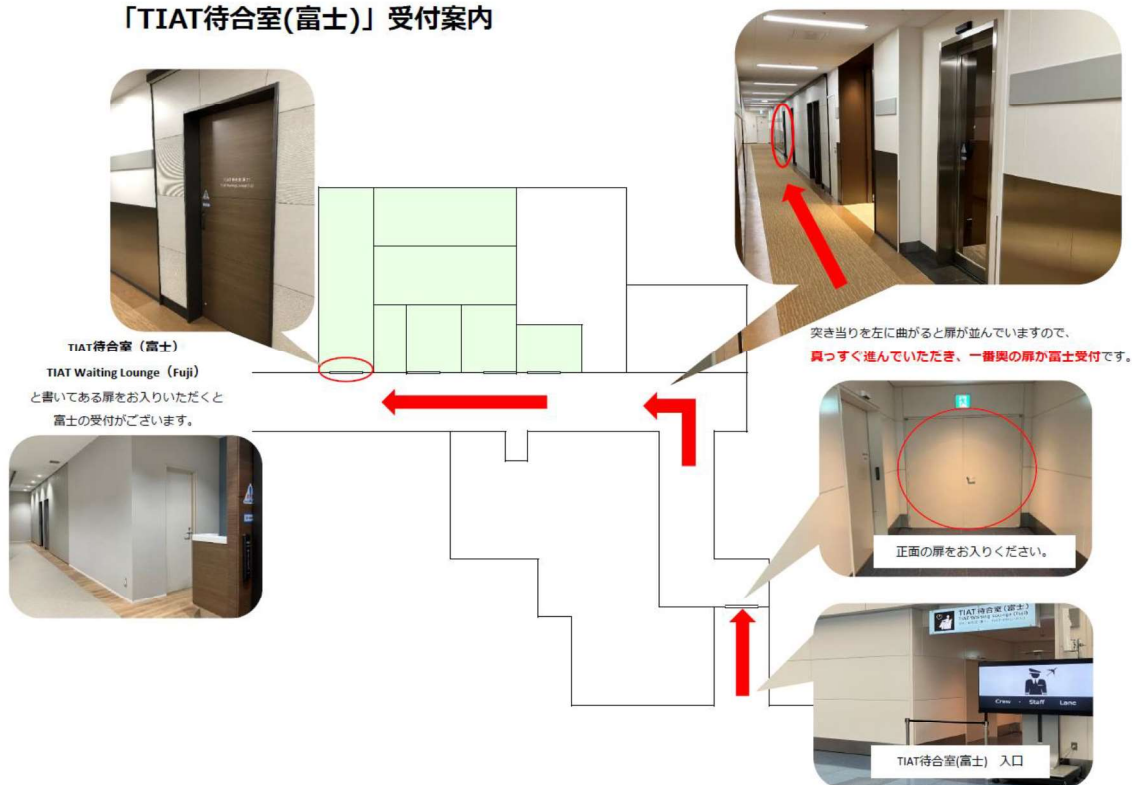 「TIAT待合室(富士)」受付案内
TIAT待合室（富士）
TIAT Waiting Lounge（Fuji）
と書いてある扉をお入りいただくと
富士の受付がございます。
突き当りを左に曲がると扉が並んでいますので、
真っすぐ進んでいただき、一番奥の扉が富士受付です。
正面の扉をお入りください。
TIAT待合室(富士)
TIAT Waiting Lounge (Fuji)
Crew ・ Staff Lane
TIAT待合室(富士)　入口